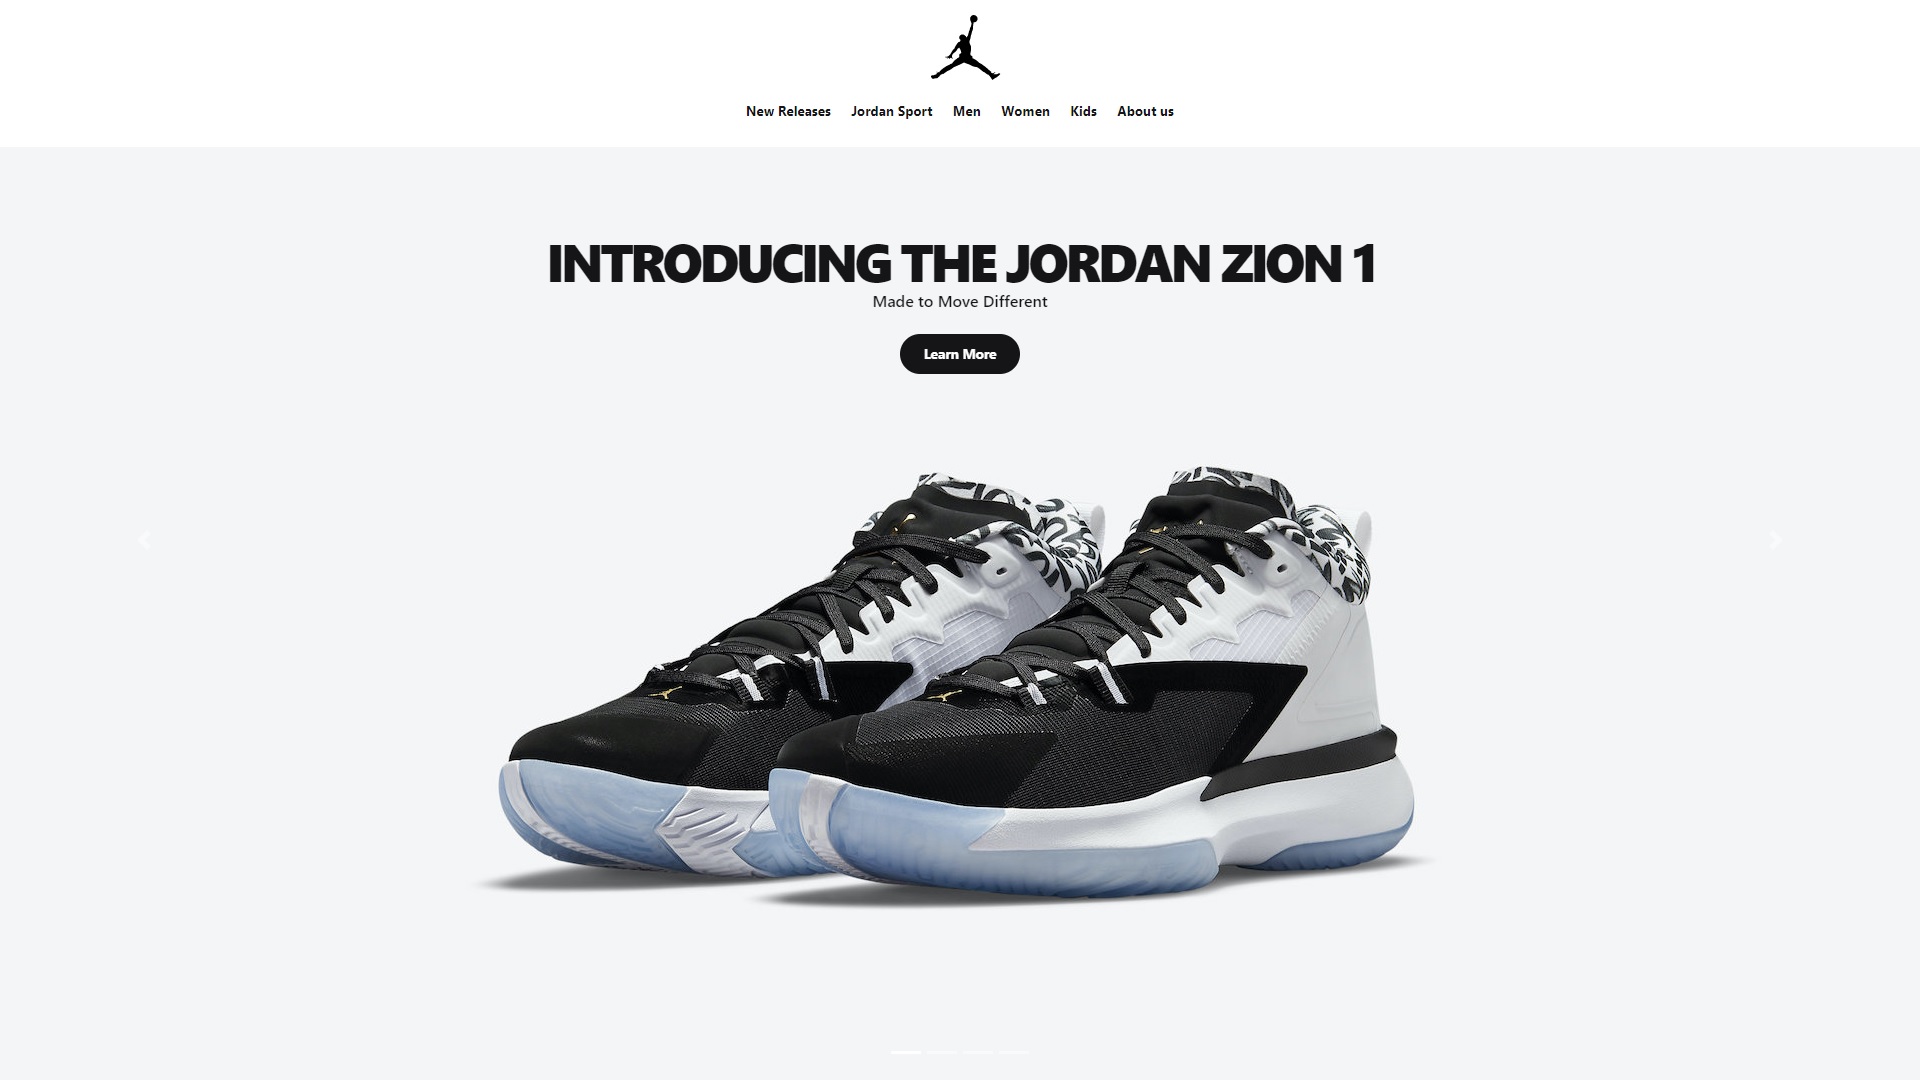 New Releases Jordan Sport Men Women Kids About us
INTRODUCING THE JORDAN ZION 1
Made to Move Different
Learn More